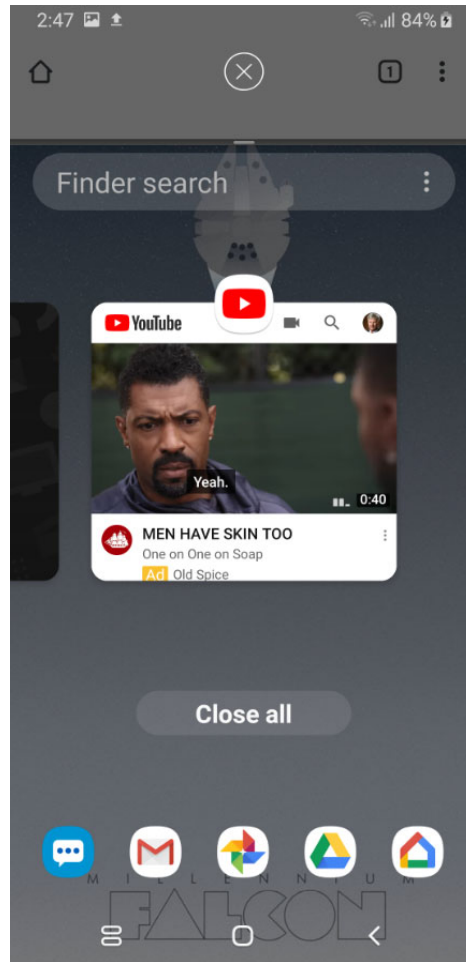 2:47 84%
1
Finder search
YouTube
Yeah.
0:40
MEN HAVE SKIN TOO
One on One on Soap
Ad Old Spice
Close all
MILLENNIUM
FALCON